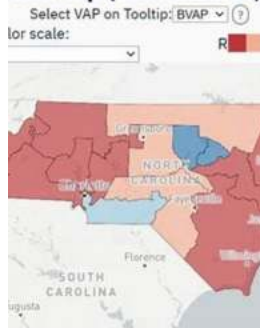 Select VAP on Tooltip: BVAP ?
lor scale:
R
Greensboro
NORTH
CAROLINA
Charlotte
Fayetteville
Florence
SOUTH
CAROLINA
ugusta